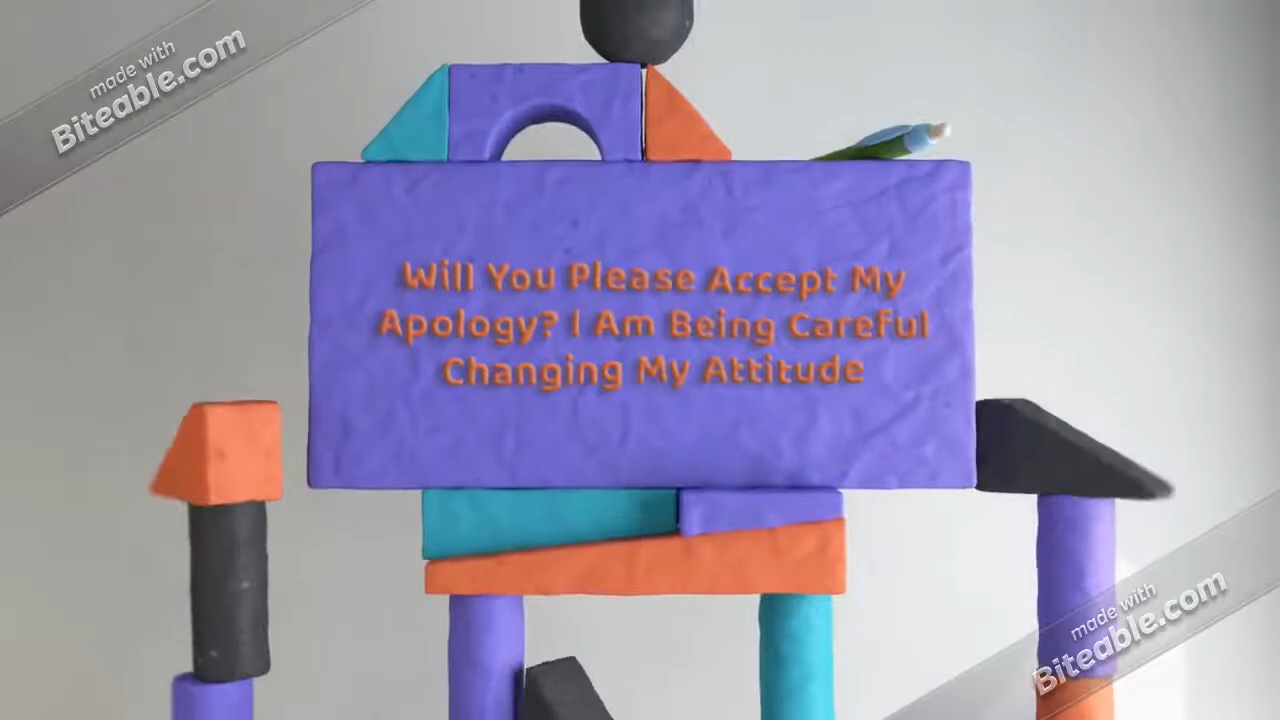 made with
Biteable.com
Will You Please Accept My
Apology? I Am Being Careful
Changing My Attitude
made with
Biteable.com